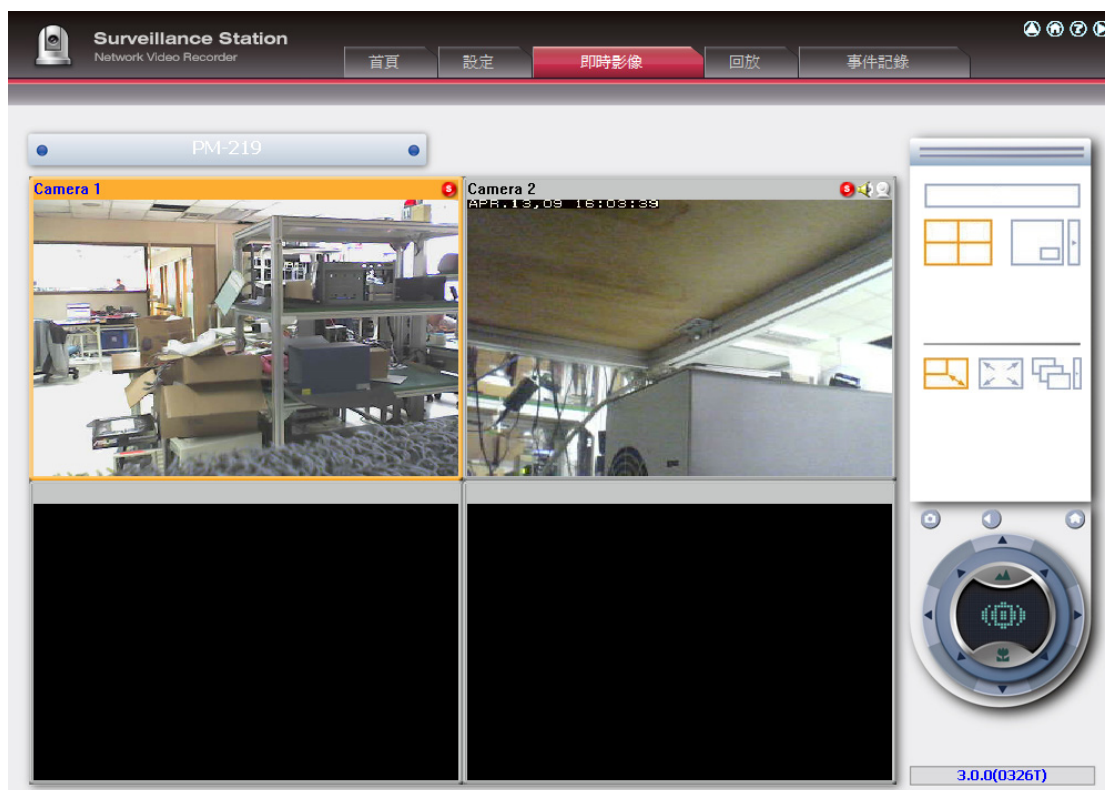 Surveillance Station
Network Video Recorder
首頁
設定
即時影像
回放
事件記錄
PM-219
Camera 1
S
Camera 2
S
APR.13,09 16:03:39
ASUS
3.0.0(0326T)